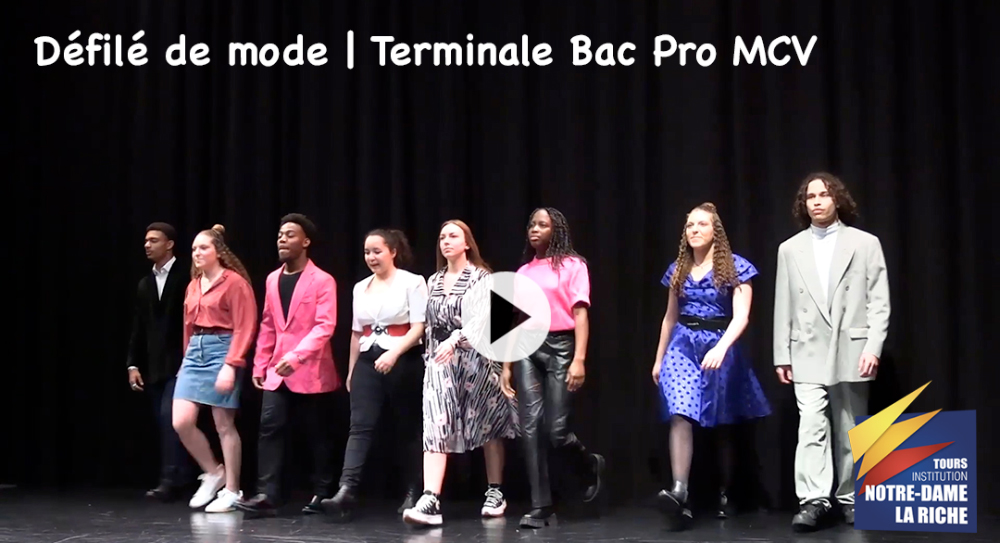 Défilé de mode | Terminale Bac Pro MCV
TOURS
INSTITUTION
NOTRE-DAME
LA RICHE